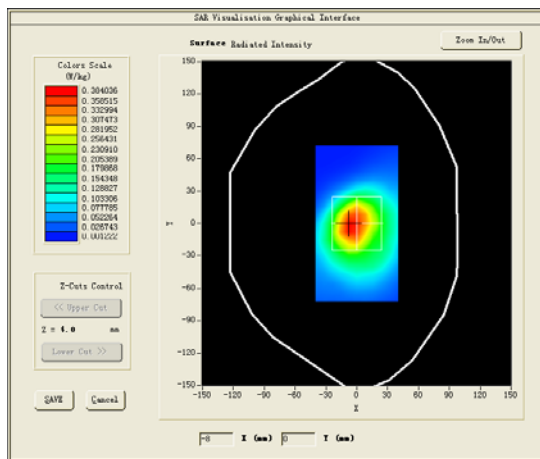 SAR Visualisation Graphical Interface
Surface Radiated Intensity
Zoom In/Out
Colors Scale
(W/kg)
0.384036
0.358515
0.332994
0.307473
0.281952
0.256431
0.230910
0.205389
0.179868
0.154348
0.128827
0.103306
0.077785
0.052264
0.026743
0.001222
150
120
90
60
30
0
-30
-60
-90
-120
-150
Y
-150 -120 -90 -60 -30 0 30 60 90 120 150
X
Z-Cuts Control
<< Upper Cut
Z = 4.0 mm
Lower Cut >>
SAVE Cancel
-8 X (mm) 0 Y (mm)